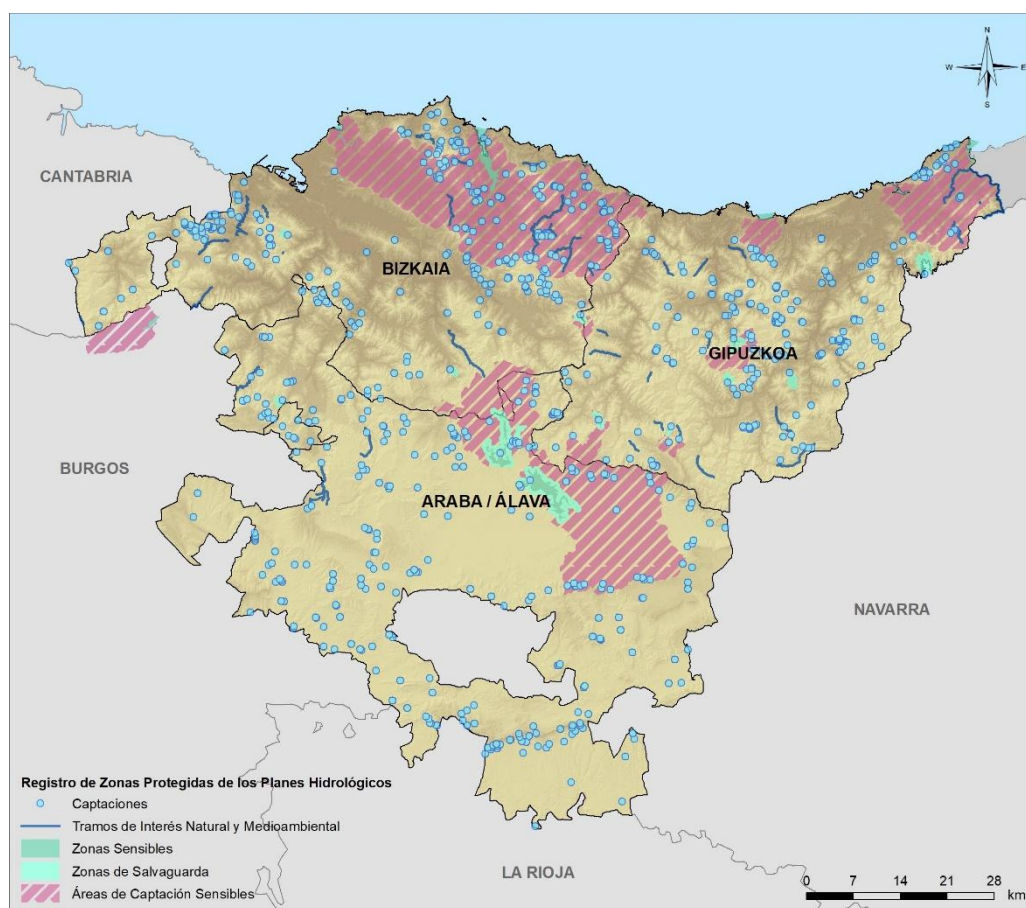 N
W E
S
CANTABRIA
BIZKAIA
GIPUZKOA
BURGOS
ARABA / ÁLAVA
NAVARRA
LA RIOJA
Registro de Zonas Protegidas de los Planes Hidrológicos
Captaciones
Tramos de Interés Natural y Medioambiental
Zonas Sensibles
Zonas de Salvaguarda
Áreas de Captación Sensibles
0 7 14 21 28
km